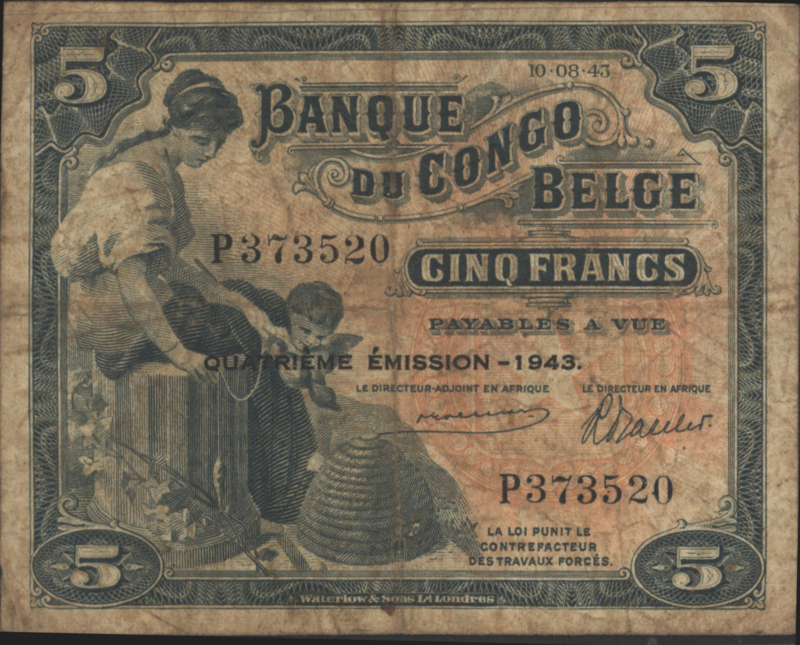 5 5
10·08·43
BANQUE
DU CONGO
BELGE
P373520
CINQ FRANCS
PAYABLES A VUE
QUATRIÈME ÉMISSION – 1943.
LE DIRECTEUR-ADJOINT EN AFRIQUE LE DIRECTEUR EN AFRIQUE
P373520
LA LOI PUNIT LE
CONTREFACTEUR
DES TRAVAUX FORCÉS.
5 5
Waterlow & Sons Ld Londres